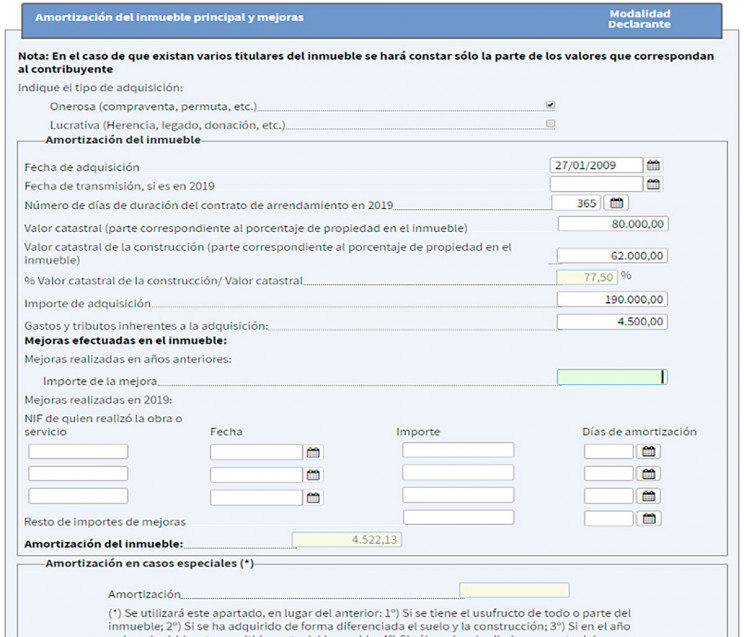 Amortización del inmueble principal y mejoras
Modalidad
Declarante
Nota: En el caso de que existan varios titulares del inmueble se hará constar sólo la parte de los valores que correspondan
al contribuyente
Indique el tipo de adquisición:
Onerosa (compraventa, permuta, etc.)
Lucrativa (Herencia, legado, donación, etc.)
Amortización del inmueble
Fecha de adquisición 27/01/2009
Fecha de transmisión, si es en 2019
Número de días de duración del contrato de arrendamiento en 2019 365
Valor catastral (parte correspondiente al porcentaje de propiedad en el inmueble) 80.000,00
Valor catastral de la construcción (parte correspondiente al porcentaje de propiedad en el
inmueble) 62.000,00
% Valor catastral de la construcción/ Valor catastral 77,50 %
Importe de adquisición 190.000,00
Gastos y tributos inherentes a la adquisición: 4.500,00
Mejoras efectuadas en el inmueble:
Mejoras realizadas en años anteriores:
Importe de la mejora
Mejoras realizadas en 2019:
NIF de quien realizó la obra o
servicio Fecha Importe Días de amortización
Resto de importes de mejoras
Amortización del inmueble: 4.522,13
Amortización en casos especiales (*)
Amortización
(*) Se utilizará este apartado, en lugar del anterior: 1º) Si se tiene el usufructo de todo o parte del
inmueble; 2º) Si se ha adquirido de forma diferenciada el suelo y la construcción; 3º) Si en el año